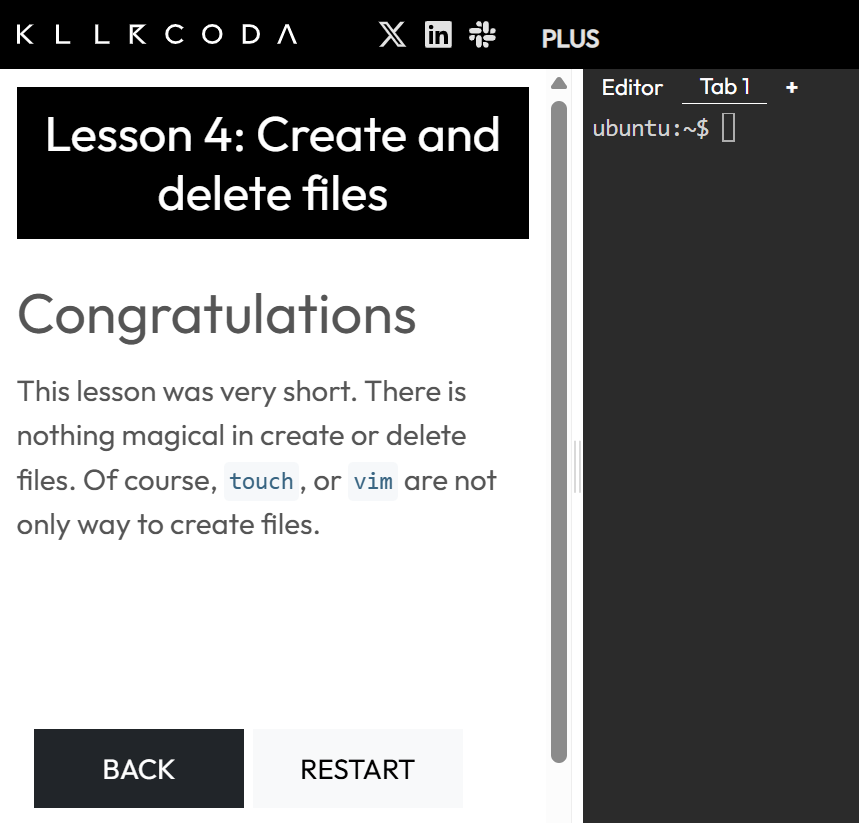 KILLERCODA
PLUS
Lesson 4: Create and
delete files
Congratulations
This lesson was very short. There is
nothing magical in create or delete
files. Of course, touch, or vim are not
only way to create files.
BACK
RESTART
Editor
Tab 1
+
ubuntu:~$